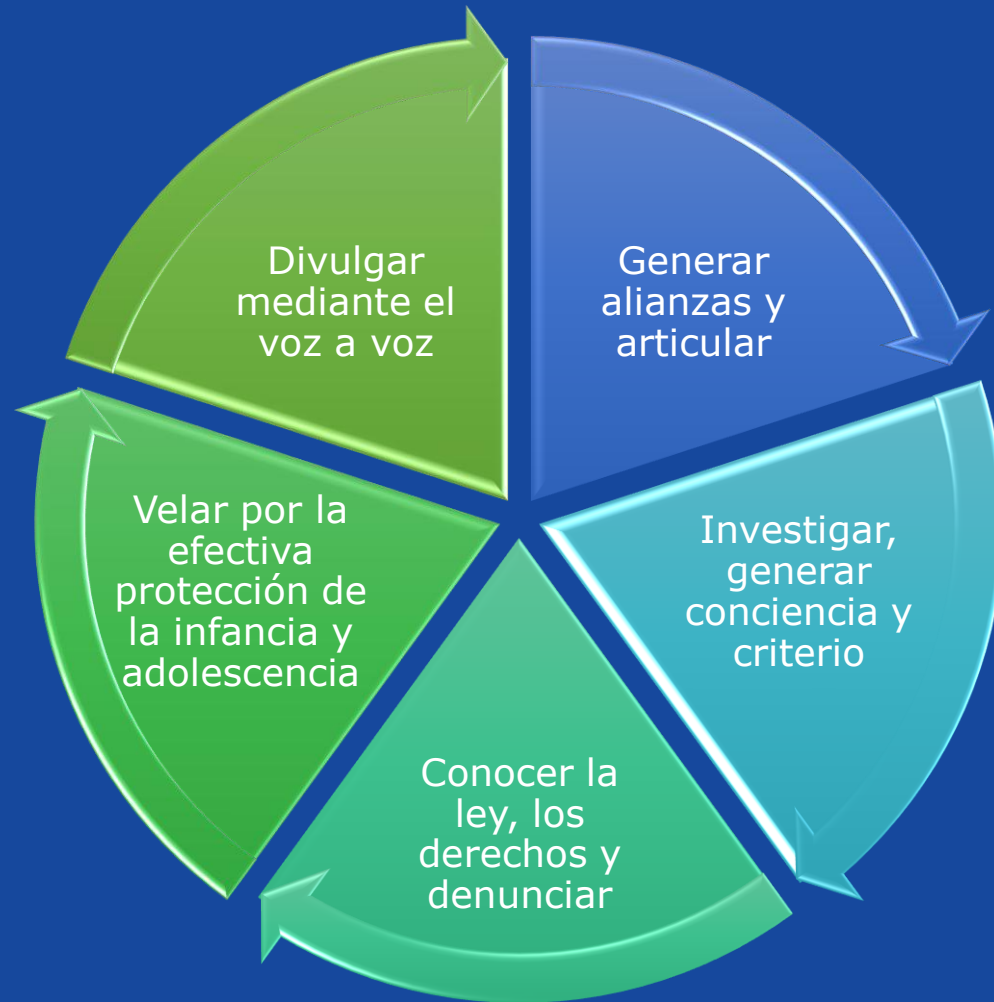 Divulgar
mediante el
voz a voz
Generar
alianzas y
articular
Investigar,
generar
conciencia y
criterio
Conocer la
ley, los
derechos y
denunciar
Velar por la
efectiva
protección de
la infancia y
adolescencia